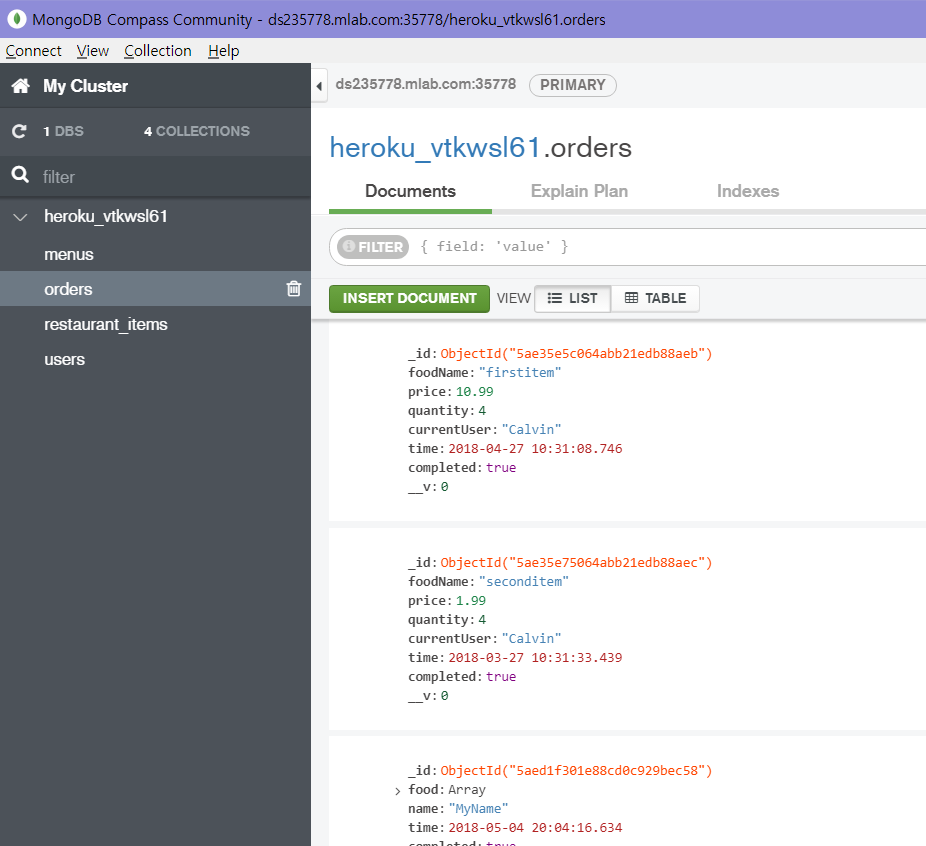 MongoDB Compass Community - ds235778.mlab.com:35778/heroku_vtkwsl61.orders
Connect View Collection Help
My Cluster
1 DBS 4 COLLECTIONS
filter
heroku_vtkwsl61
menus
orders
restaurant_items
users
ds235778.mlab.com:35778 PRIMARY
heroku_vtkwsl61.orders
Documents Explain Plan Indexes
FILTER { field: 'value' }
INSERT DOCUMENT VIEW LIST TABLE
_id: ObjectId("5ae35e5c064abb21edb88aeb")
foodName: "firstitem"
price: 10.99
quantity: 4
currentUser: "Calvin"
time: 2018-04-27 10:31:08.746
completed: true
__v: 0
_id: ObjectId("5ae35e75064abb21edb88aec")
foodName: "seconditem"
price: 1.99
quantity: 4
currentUser: "Calvin"
time: 2018-03-27 10:31:33.439
completed: true
__v: 0
_id: ObjectId("5aed1f301e88cd0c929bec58")
food: Array
name: "MyName"
time: 2018-05-04 20:04:16.634
completed: true